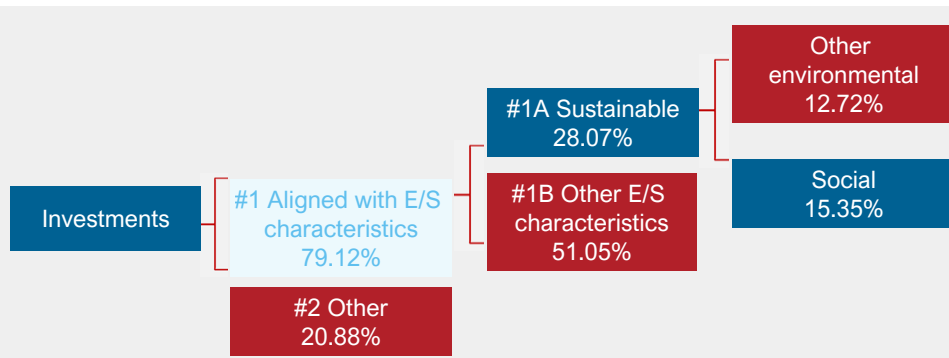 Investments
#1 Aligned with E/S
characteristics
79.12%
#2 Other
20.88%
#1A Sustainable
28.07%
#1B Other E/S
characteristics
51.05%
Other
environmental
12.72%
Social
15.35%